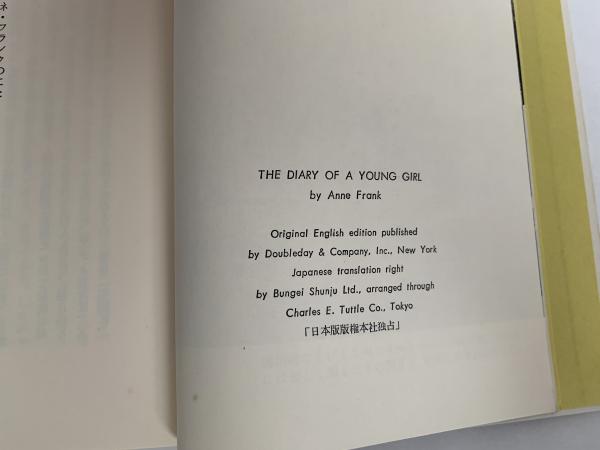 THE DIARY OF A YOUNG GIRL
by Anne Frank
Original English edition published
by Doubleday & Company, Inc., New York
Japanese translation right
by Bungei Shunju Ltd., arranged through
Charles E. Tuttle Co., Tokyo
「日本版版権本社独占」